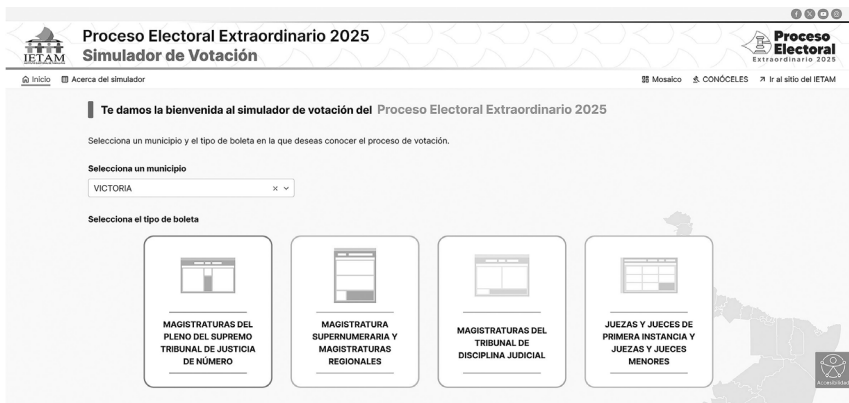 IETAM
Proceso Electoral Extraordinario 2025
Simulador de Votación
Proceso
Electoral
Extraordinario 2025
Inicio Acerca del simulador Mosaico CONÓCELES Ir al sitio del IETAM
Te damos la bienvenida al simulador de votación del Proceso Electoral Extraordinario 2025
Selecciona un municipio y el tipo de boleta en la que deseas conocer el proceso de votación.
Selecciona un municipio
VICTORIA
Selecciona el tipo de boleta
MAGISTRATURAS DEL
PLENO DEL SUPREMO
TRIBUNAL DE JUSTICIA
DE NÚMERO
MAGISTRATURA
SUPERNUMERARIA Y
MAGISTRATURAS
REGIONALES
MAGISTRATURAS DEL
TRIBUNAL DE
DISCIPLINA JUDICIAL
JUEZAS Y JUECES DE
PRIMERA INSTANCIA Y
JUEZAS Y JUECES
MENORES
Accesibilidad